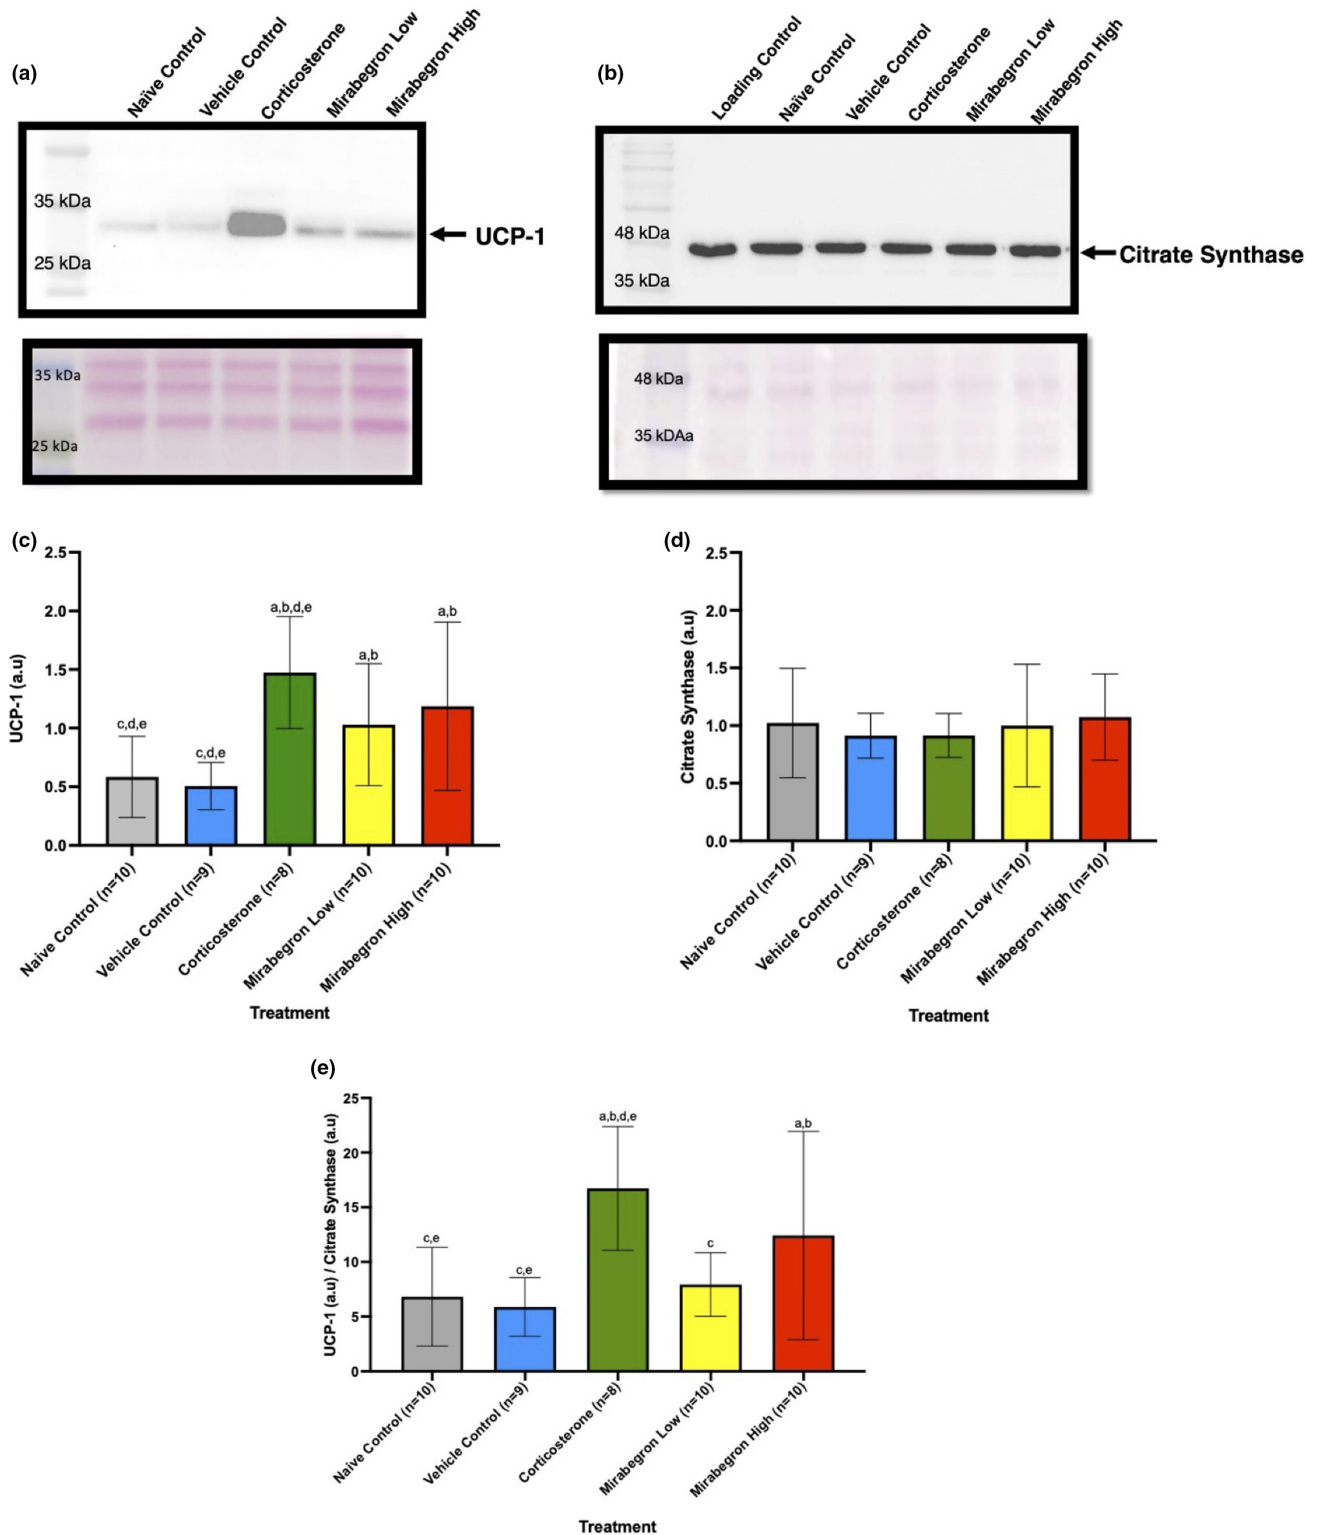 (a)
Naïve Control
Vehicle Control
Corticosterone
Mirabegron Low
Mirabegron High
35 kDa
25 kDa
UCP-1
35 kDa
25 kDa
(b)
Loading Control
Naïve Control
Vehicle Control
Corticosterone
Mirabegron Low
Mirabegron High
48 kDa
35 kDa
Citrate Synthase
48 kDa
35 kDAa
(c)
UCP-1 (a.u)
2.5
2.0
1.5
1.0
0.5
0.0
c,d,e
c,d,e
a,b,d,e
a,b
a,b
Naive Control (n=10)
Vehicle Control (n=9)
Corticosterone (n=8)
Mirabegron Low (n=10)
Mirabegron High (n=10)
Treatment
(d)
Citrate Synthase (a.u)
2.5
2.0
1.5
1.0
0.5
0.0
Naive Control (n=10)
Vehicle Control (n=9)
Corticosterone (n=8)
Mirabegron Low (n=10)
Mirabegron High (n=10)
Treatment
(e)
UCP-1 (a.u) / Citrate Synthase (a.u)
25
20
15
10
5
0
c,e
c,e
a,b,d,e
c
a,b
Naive Control (n=10)
Vehicle Control (n=9)
Corticosterone (n=8)
Mirabegron Low (n=10)
Mirabegron High (n=10)
Treatment